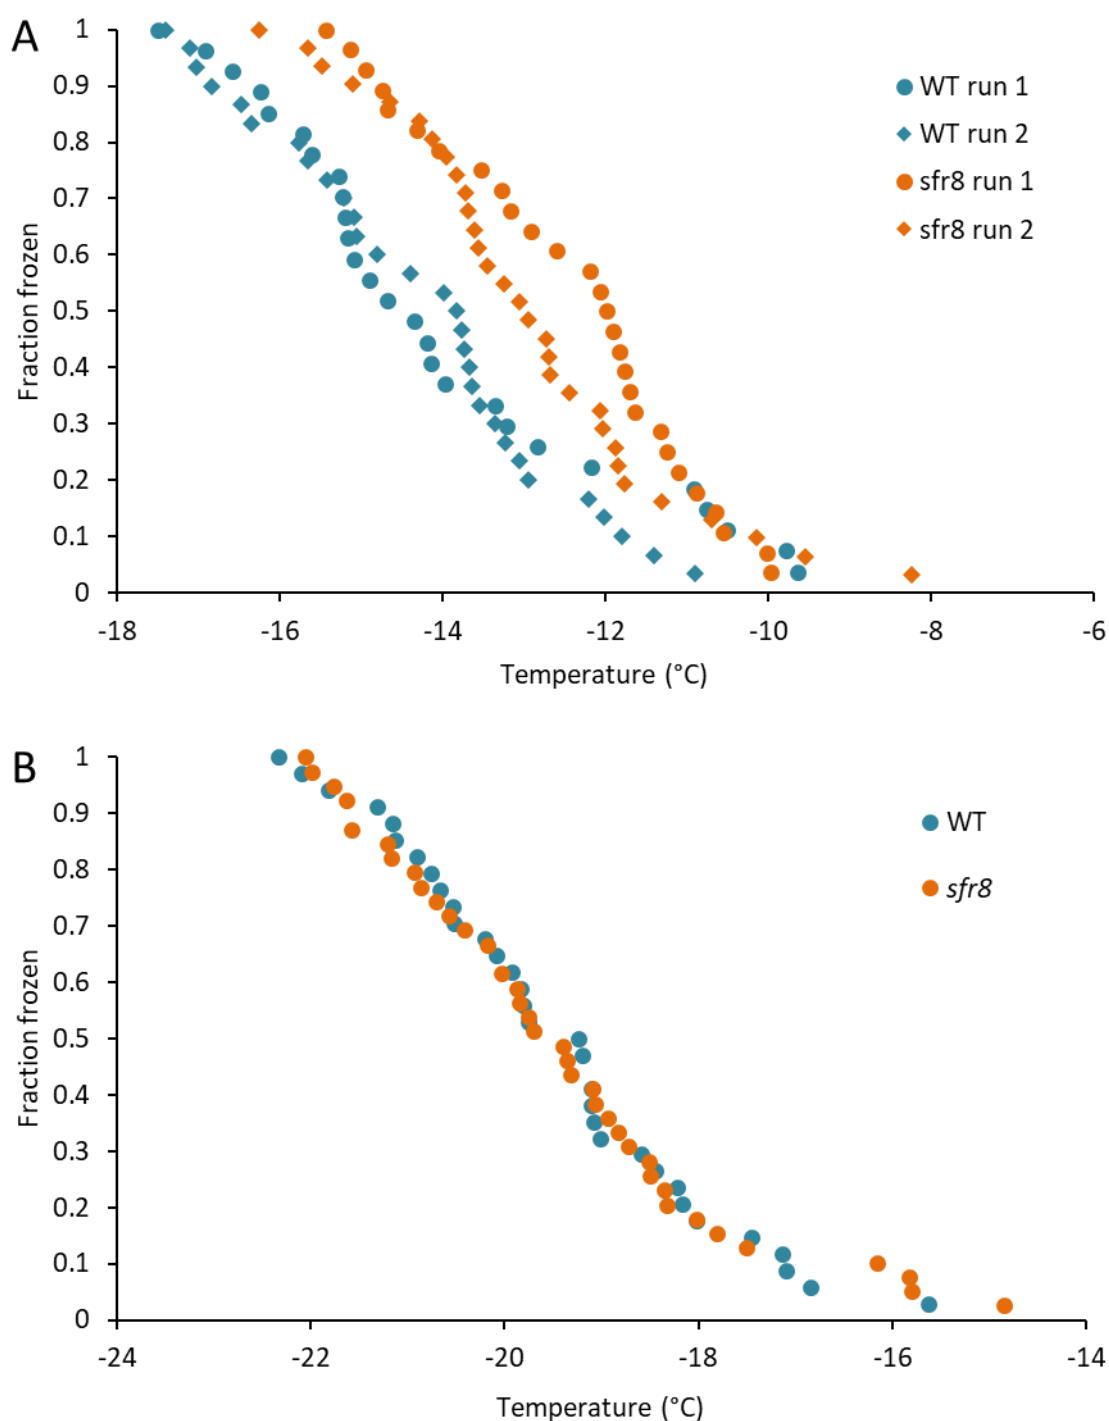 A
1
0.9
0.8
0.7
0.6
0.5
0.4
0.3
0.2
0.1
0
Fraction frozen
-18 -16 -14 -12 -10 -8 -6
Temperature (°C)
WT run 1
WT run 2
sfr8 run 1
sfr8 run 2
B
1
0.9
0.8
0.7
0.6
0.5
0.4
0.3
0.2
0.1
0
Fraction frozen
-24 -22 -20 -18 -16 -14
Temperature (°C)
WT
sfr8